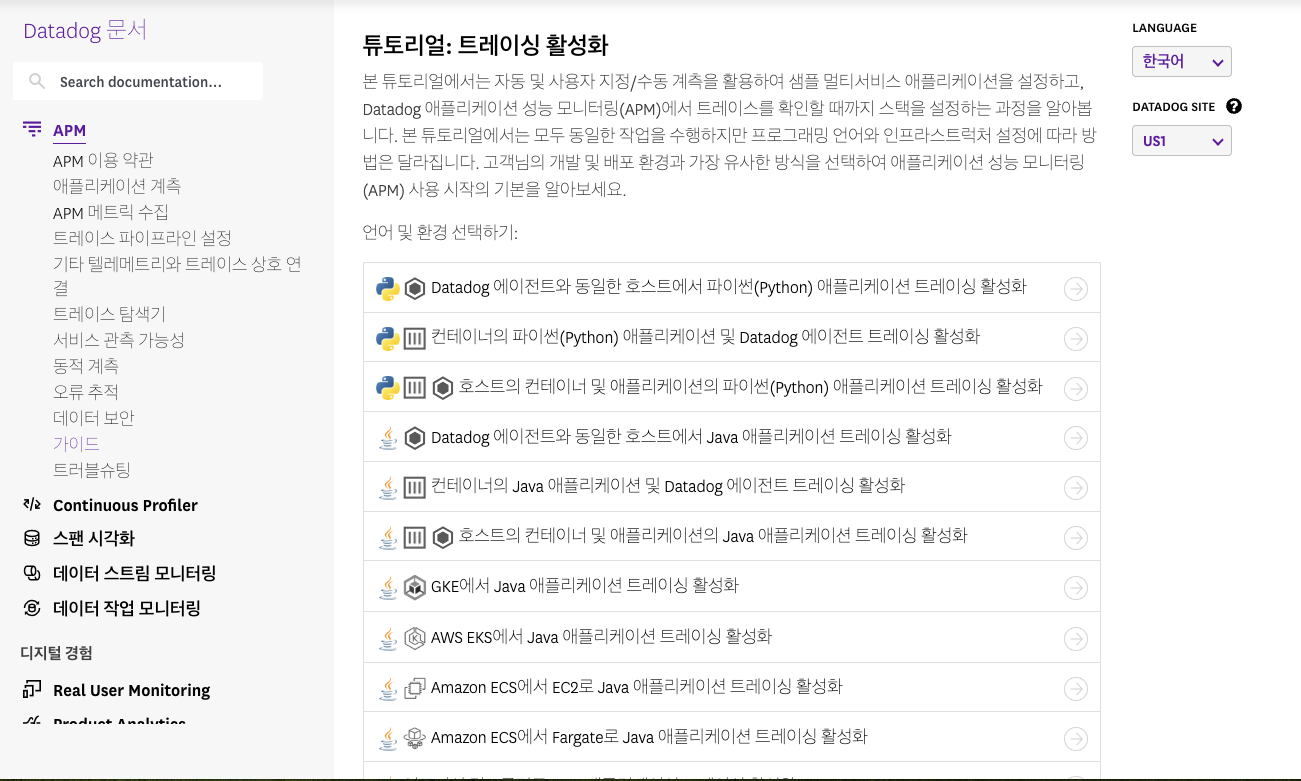 Datadog 문서
Search documentation...
APM
APM 이용 약관
애플리케이션 계측
APM 메트릭 수집
트레이스 파이프라인 설정
기타 텔레메트리와 트레이스 상호 연
결
트레이스 탐색기
서비스 관측 가능성
동적 계측
오류 추적
데이터 보안
가이드
트러블슈팅
Continuous Profiler
스팬 시각화
데이터 스트림 모니터링
데이터 작업 모니터링
디지털 경험
Real User Monitoring
Product Analytics
튜토리얼: 트레이싱 활성화
본 튜토리얼에서는 자동 및 사용자 지정/수동 계측을 활용하여 샘플 멀티서비스 애플리케이션을 설정하고,
Datadog 애플리케이션 성능 모니터링(APM)에서 트레이스를 확인할 때까지 스택을 설정하는 과정을 알아봅
니다. 본 튜토리얼에서는 모두 동일한 작업을 수행하지만 프로그래밍 언어와 인프라스트럭처 설정에 따라 방
법은 달라집니다. 고객님의 개발 및 배포 환경과 가장 유사한 방식을 선택하여 애플리케이션 성능 모니터링
(APM) 사용 시작의 기본을 알아보세요.
언어 및 환경 선택하기:
Datadog 에이전트와 동일한 호스트에서 파이썬(Python) 애플리케이션 트레이싱 활성화
컨테이너의 파이썬(Python) 애플리케이션 및 Datadog 에이전트 트레이싱 활성화
호스트의 컨테이너 및 애플리케이션의 파이썬(Python) 애플리케이션 트레이싱 활성화
Datadog 에이전트와 동일한 호스트에서 Java 애플리케이션 트레이싱 활성화
컨테이너의 Java 애플리케이션 및 Datadog 에이전트 트레이싱 활성화
호스트의 컨테이너 및 애플리케이션의 Java 애플리케이션 트레이싱 활성화
GKE에서 Java 애플리케이션 트레이싱 활성화
AWS EKS에서 Java 애플리케이션 트레이싱 활성화
Amazon ECS에서 EC2로 Java 애플리케이션 트레이싱 활성화
Amazon ECS에서 Fargate로 Java 애플리케이션 트레이싱 활성화
LANGUAGE
한국어
DATADOG SITE ?
US1